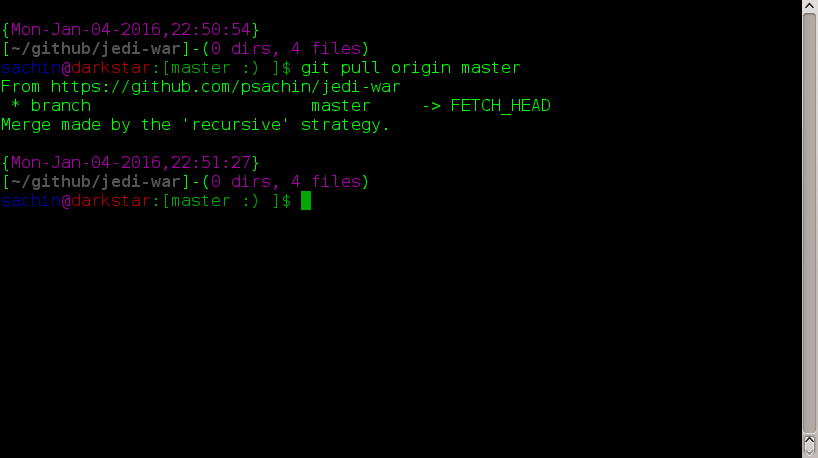 {Mon-Jan-04-2016,22:50:54}
[~/github/jedi-war]-(0 dirs, 4 files)
sachin@darkstar:[master :) ]$ git pull origin master
From https://github.com/psachin/jedi-war
 * branch                      master     -> FETCH_HEAD
Merge made by the 'recursive' strategy.
{Mon-Jan-04-2016,22:51:27}
[~/github/jedi-war]-(0 dirs, 4 files)
sachin@darkstar:[master :) ]$